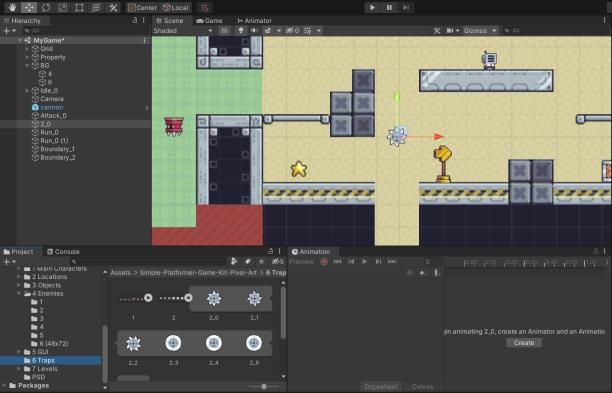 Center Local
Hierarchy Scene Game Animator
All Shaded 2D 0 Gizmos All
MyGame*
Grid
Property
BG
4
6
Idle_0
Camera
cannon
Attack_0
2_0
Run_0
Run_0 (1)
Boundary_1
Boundary_2
Project Console Animation
5 Preview 0
1 Main Characters Assets > Simple-Platformer-Game-Kit-Pixel-Art > 6 Trap
2 Locations
3 Objects
4 Enemies
1
2 1 2 2_0 2_1
3
4
5
6 (48x72)
5 GUI
6 Traps 2_2 2_3 2_4 2_5
7 Levels
PSD
Packages
gin animating 2_0, create an Animator and an Animatio
Create
Dopesheet Curves